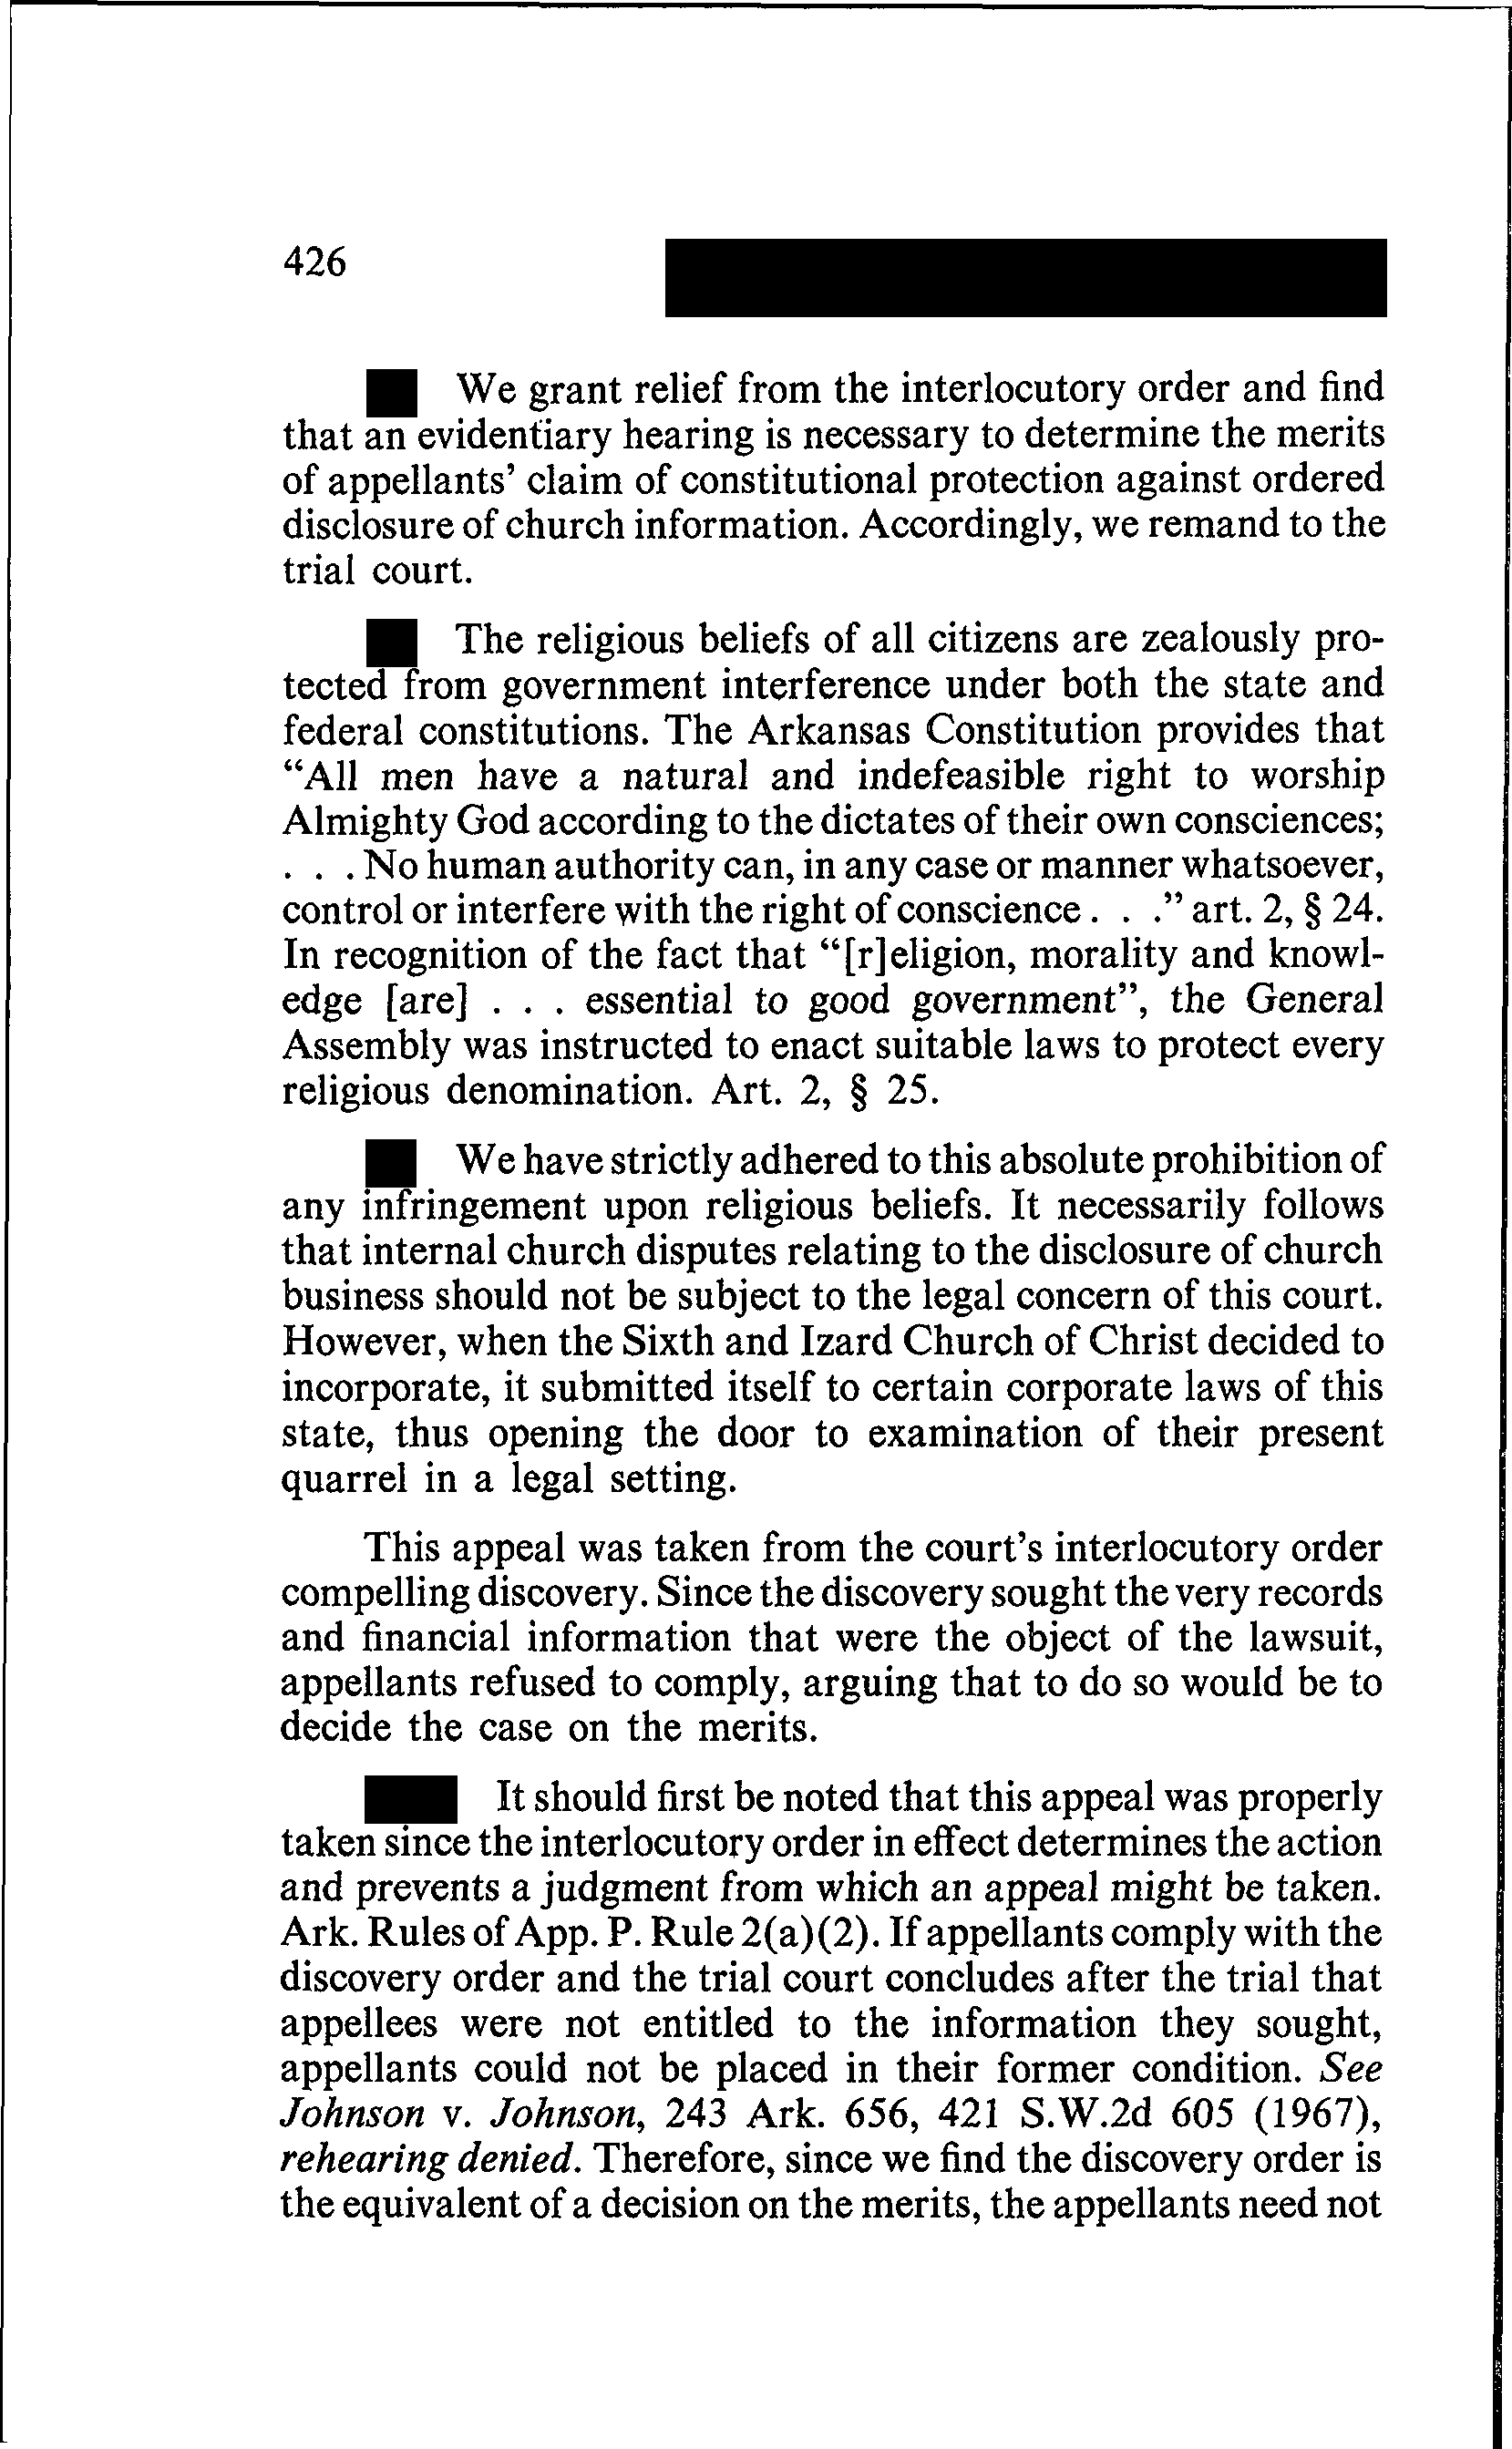 426
We grant relief from the interlocutory order and find
that an evidentiary hearing is necessary to determine the merits
of appellants' claim of constitutional protection against ordered
disclosure of church information. Accordingly, we remand to the
trial court.
The religious beliefs of all citizens are zealously pro-
tected from government interference under both the state and
federal constitutions. The Arkansas Constitution provides that
“All men have a natural and indefeasible right to worship
Almighty God according to the dictates of their own consciences;
. . . No human authority can, in any case or manner whatsoever,
control or interfere with the right of conscience . . .” art. 2, § 24.
In recognition of the fact that “[r]eligion, morality and knowl-
edge [are] . . . essential to good government”, the General
Assembly was instructed to enact suitable laws to protect every
religious denomination. Art. 2, § 25.
We have strictly adhered to this absolute prohibition of
any infringement upon religious beliefs. It necessarily follows
that internal church disputes relating to the disclosure of church
business should not be subject to the legal concern of this court.
However, when the Sixth and Izard Church of Christ decided to
incorporate, it submitted itself to certain corporate laws of this
state, thus opening the door to examination of their present
quarrel in a legal setting.
This appeal was taken from the court's interlocutory order
compelling discovery. Since the discovery sought the very records
and financial information that were the object of the lawsuit,
appellants refused to comply, arguing that to do so would be to
decide the case on the merits.
It should first be noted that this appeal was properly
taken since the interlocutory order in effect determines the action
and prevents a judgment from which an appeal might be taken.
Ark. Rules of App. P. Rule 2(a)(2). If appellants comply with the
discovery order and the trial court concludes after the trial that
appellees were not entitled to the information they sought,
appellants could not be placed in their former condition. See
Johnson v. Johnson, 243 Ark. 656, 421 S.W.2d 605 (1967),
rehearing denied. Therefore, since we find the discovery order is
the equivalent of a decision on the merits, the appellants need not